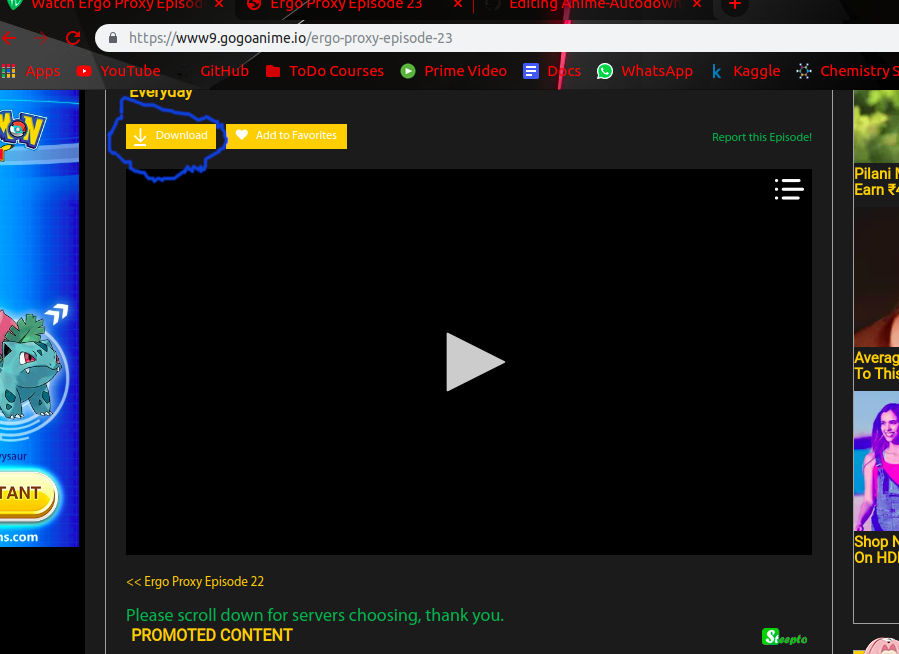 Watch Ergo Proxy Episod
Ergo Proxy Episode 23
Editing Anime-Autodown
https://www9.gogoanime.io/ergo-proxy-episode-23
Apps YouTube GitHub ToDo Courses Prime Video Docs WhatsApp Kaggle Chemistry S
Everyday
Download
Add to Favorites
Report this Episode!
<< Ergo Proxy Episode 22
Please scroll down for servers choosing, thank you.
PROMOTED CONTENT
Steepto
ysaur
TANT
ns.com
Pilani
Earn ₹4
Averag
To This
Shop N
On HDF